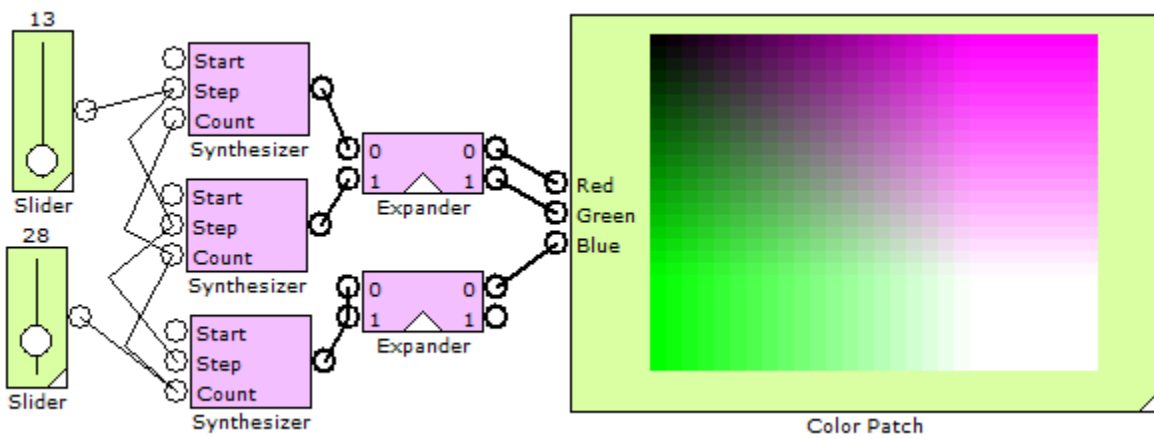 13
Slider
28
Slider
Start
Step
Count
Synthesizer
Start
Step
Count
Synthesizer
Start
Step
Count
Synthesizer
0 0
1 1
Expander
0 0
1 1
Expander
Red
Green
Blue
Color Patch